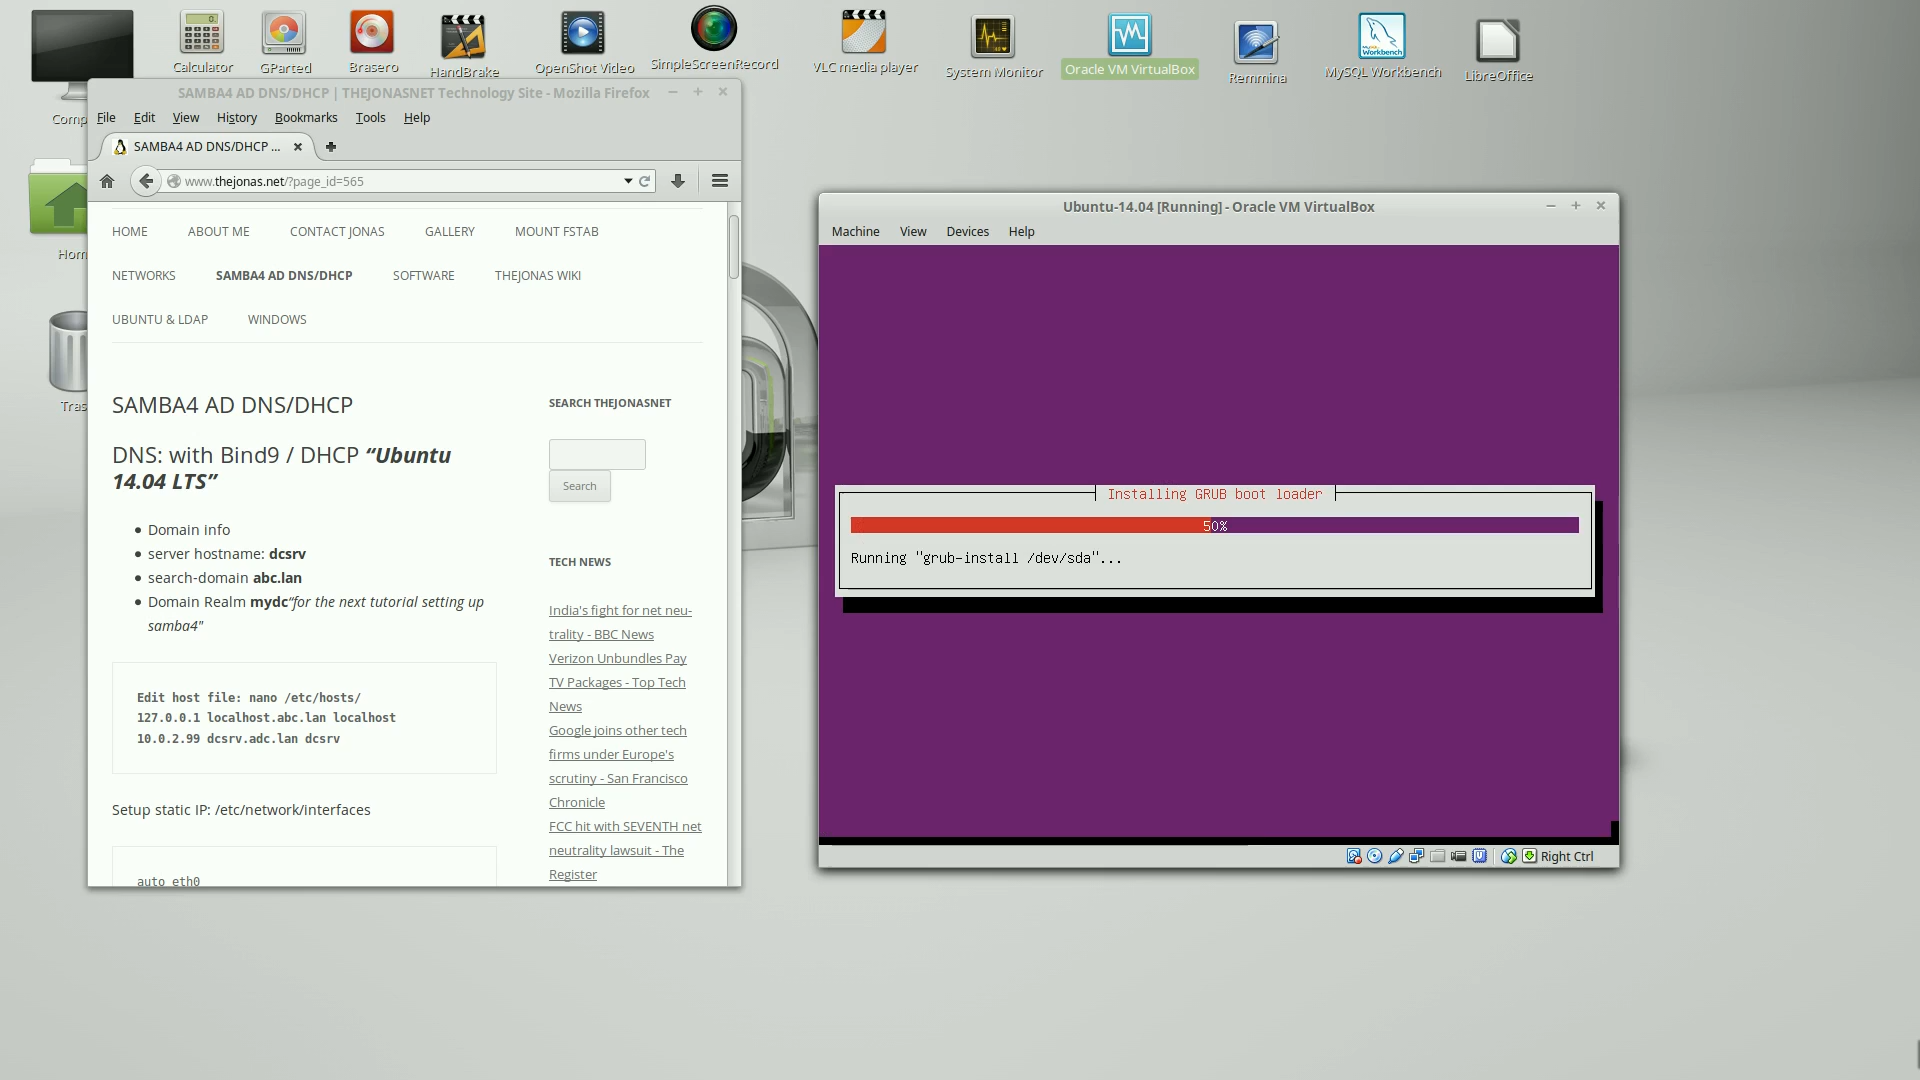 Calculator
GParted
Brasero
HandBrake
OpenShot Video
SimpleScreenRecord
VLC media player
System Monitor
Oracle VM VirtualBox
Remmina
MySQL Workbench
LibreOffice
Comp
Hom
Tras
SAMBA4 AD DNS/DHCP | THEJONASNET Technology Site - Mozilla Firefox
File Edit View History Bookmarks Tools Help
SAMBA4 AD DNS/DHCP ...
www.thejonas.net/?page_id=565
HOME ABOUT ME CONTACT JONAS GALLERY MOUNT FSTAB
NETWORKS SAMBA4 AD DNS/DHCP SOFTWARE THEJONAS WIKI
UBUNTU & LDAP WINDOWS
SAMBA4 AD DNS/DHCP
DNS: with Bind9 / DHCP “Ubuntu
14.04 LTS”
Domain info
server hostname: dcsrv
search-domain abc.lan
Domain Realm mydc“for the next tutorial setting up
samba4"
Edit host file: nano /etc/hosts/
127.0.0.1 localhost.abc.lan localhost
10.0.2.99 dcsrv.adc.lan dcsrv
Setup static IP: /etc/network/interfaces
auto eth0
SEARCH THEJONASNET
Search
TECH NEWS
India's fight for net neu-
trality - BBC News
Verizon Unbundles Pay
TV Packages - Top Tech
News
Google joins other tech
firms under Europe's
scrutiny - San Francisco
Chronicle
FCC hit with SEVENTH net
neutrality lawsuit - The
Register
Ubuntu-14.04 [Running] - Oracle VM VirtualBox
Machine View Devices Help
Installing GRUB boot loader
50%
Running "grub-install /dev/sda"...
Right Ctrl